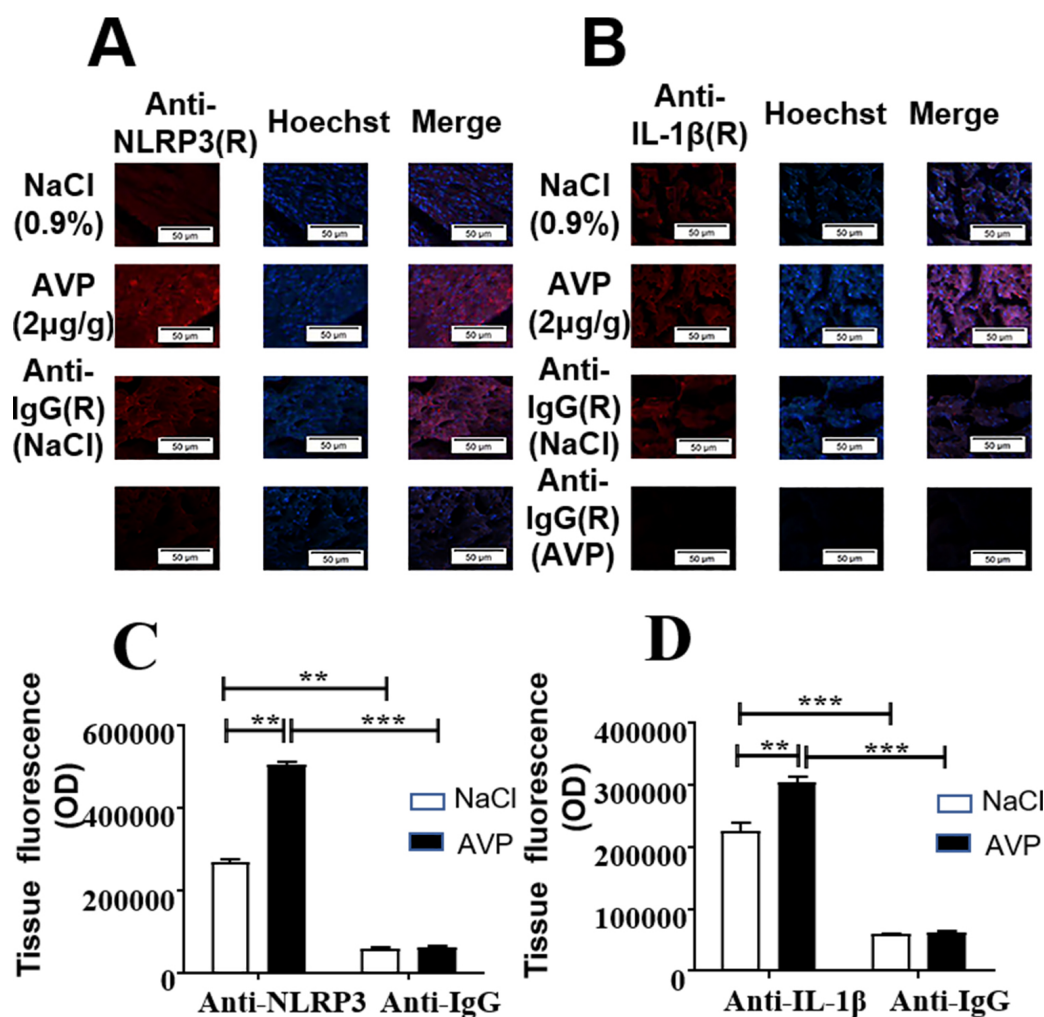 A
B
Anti-
NLRP3(R)
Hoechst
Merge
Anti-
IL-1β(R)
Hoechst
Merge
NaCl
(0.9%)
50 µm
50 µm
50 µm
NaCl
(0.9%)
50 µm
50 µm
50 µm
AVP
(2µg/g)
50 µm
50 µm
50 µm
AVP
(2µg/g)
50 µm
50 µm
50 µm
Anti-
IgG(R)
(NaCl)
50 µm
50 µm
50 µm
Anti-
IgG(R)
(NaCl)
50 µm
50 µm
50 µm
50 µm
50 µm
50 µm
Anti-
IgG(R)
(AVP)
50 µm
50 µm
50 µm
C
Tissue fluorescence
(OD)
600000
400000
200000
0
**
**
***
NaCl
AVP
Anti-NLRP3
Anti-IgG
D
Tissue fluorescence
(OD)
400000
300000
200000
100000
0
***
**
***
NaCl
AVP
Anti-IL-1β
Anti-IgG